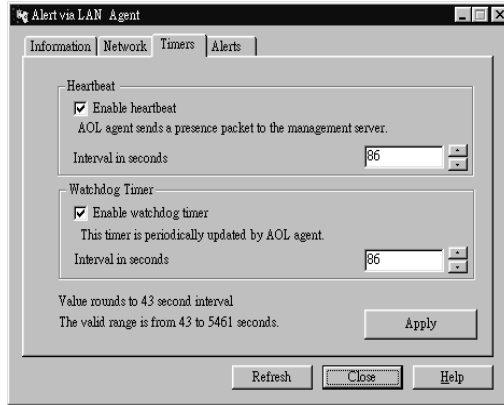 Alert via LAN Agent
Information Network Timers Alerts
Heartbeat
Enable heartbeat
AOL agent sends a presence packet to the management server.
Interval in seconds 86
Watchdog Timer
Enable watchdog timer
This timer is periodically updated by AOL agent.
Interval in seconds 86
Value rounds to 43 second interval
The valid range is from 43 to 5461 seconds.
Apply
Refresh Close Help